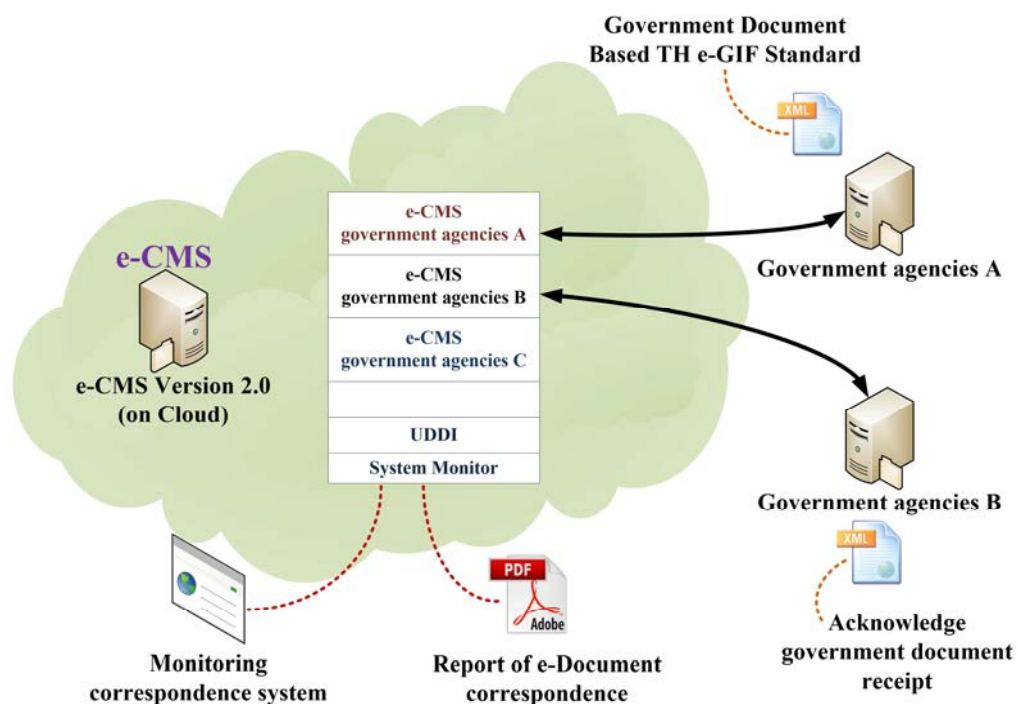 Government Document
Based TH e-GIF Standard
XML
e-CMS
government agencies A
e-CMS
e-CMS Version 2.0
(on Cloud)
e-CMS
government agencies B
e-CMS
government agencies C
UDDI
System Monitor
Government agencies A
Government agencies B
XML
Acknowledge
government document
receipt
Monitoring
correspondence system
PDF
Adobe
Report of e-Document
correspondence